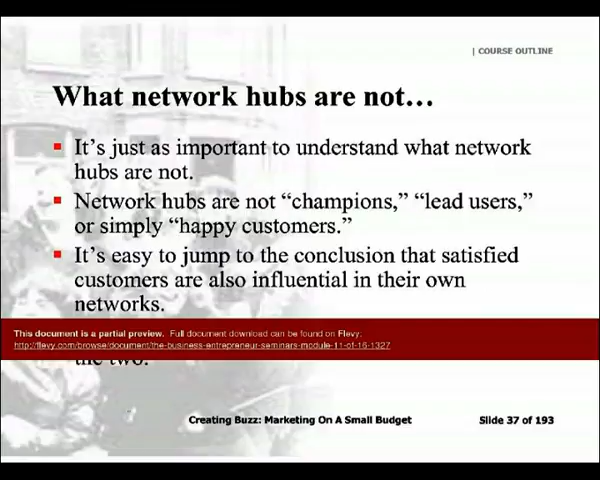 | COURSE OUTLINE
What network hubs are not…
It’s just as important to understand what network
hubs are not.
Network hubs are not “champions,” “lead users,”
or simply “happy customers.”
It’s easy to jump to the conclusion that satisfied
customers are also influential in their own
networks.
This document is a partial preview. Full document download can be found on Flevy:
http://flevy.com/browse/document/the-business-entrepreneur-seminars-module-11-of-16-1327
the two.
Creating Buzz: Marketing On A Small Budget
Slide 37 of 193